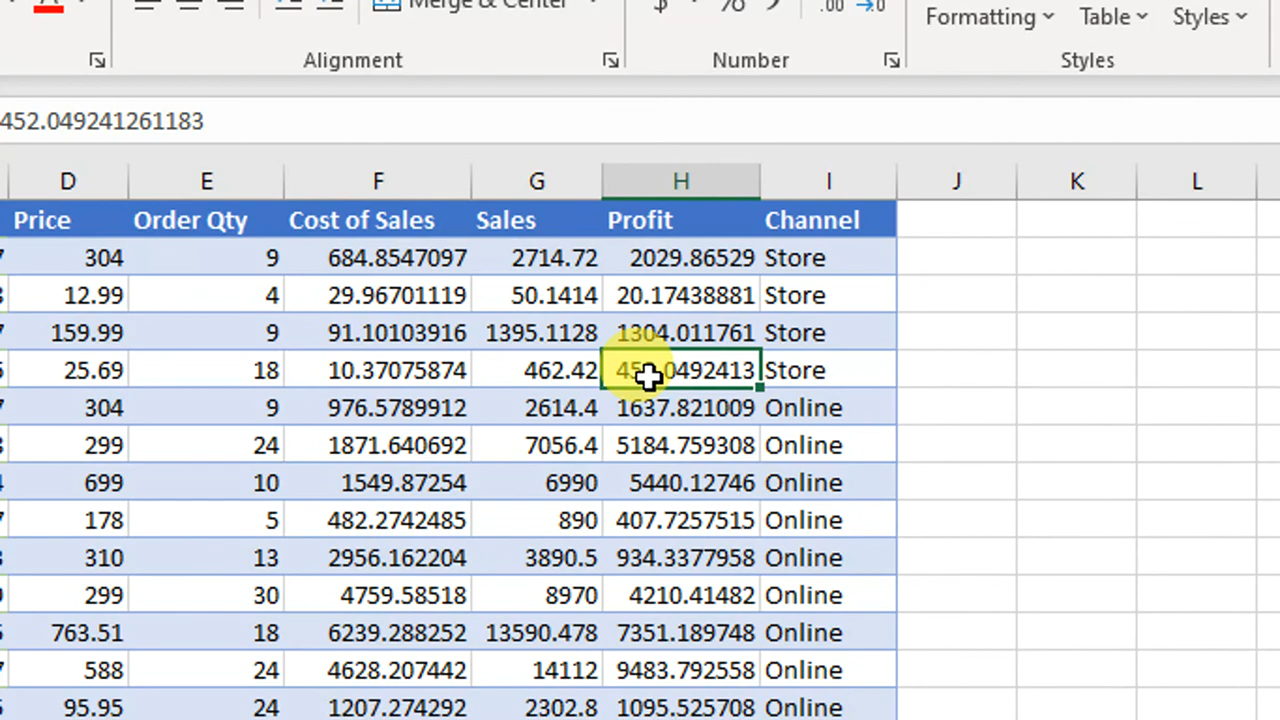 Merge & Center $ % .00 →0 Formatting Table Styles
Alignment Number Styles
452.049241261183
D E F G H I J K L
Price Order Qty Cost of Sales Sales Profit Channel
304 9 684.8547097 2714.72 2029.86529 Store
12.99 4 29.96701119 50.1414 20.17438881 Store
159.99 9 91.10103916 1395.1128 1304.011761 Store
25.69 18 10.37075874 462.42 Store
304 9 976.5789912 2614.4 1637.821009 Online
299 24 1871.640692 7056.4 5184.759308 Online
699 10 1549.87254 6990 5440.12746 Online
178 5 482.2742485 890 407.7257515 Online
310 13 2956.162204 3890.5 934.3377958 Online
299 30 4759.58518 8970 4210.41482 Online
763.51 18 6239.288252 13590.478 7351.189748 Online
588 24 4628.207442 14112 9483.792558 Online
95.95 24 1207.274292 2302.8 1095.525708 Online